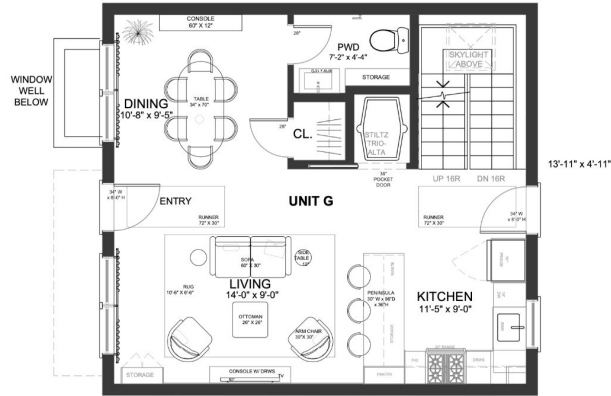 CONSOLE
60" X 12"
28"
PWD
7'-2" x 4'-4"
STORAGE
SKYLIGHT
ABOVE
WINDOW
WELL
BELOW
DINING
10'-8" x 9'-5"
TABLE
34" x 70"
28"
CL.
STILTZ
TRIO-
ALTA
13'-11" x 4'-11"
36"
POCKET
DOOR
UP 16R
DN 16R
34" W
x 8'-0" H
ENTRY
RUNNER
72" X 30"
UNIT G
RUNNER
72" X 30"
34" W
x 8'-0" H
SOFA
60" X 30"
SIDE
TABLE
12"
RUG
10'-6" X 6'-6"
LIVING
14'-0" x 9'-0"
OTTOMAN
26" X 26"
ARM CHAIR
30"X 30"
PENINSULA
30" W x 96"D
x 36"H
STORAGE
KITCHEN
11'-5" x 9'-0"
STORAGE
CONSOLE W/ DRWS
TV